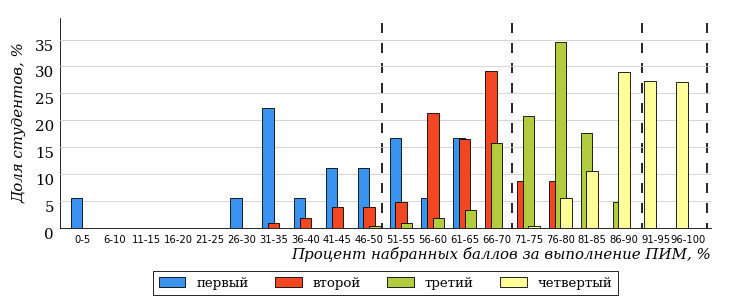 Доля студентов, %
35
30
25
20
15
10
5
0
0-5 6-10 11-15 16-20 21-25 26-30 31-35 36-40 41-45 46-50 51-55 56-60 61-65 66-70 71-75 76-80 81-85 86-90 91-95 96-100
Процент набранных баллов за выполнение ПИМ, %
первый второй третий четвертый